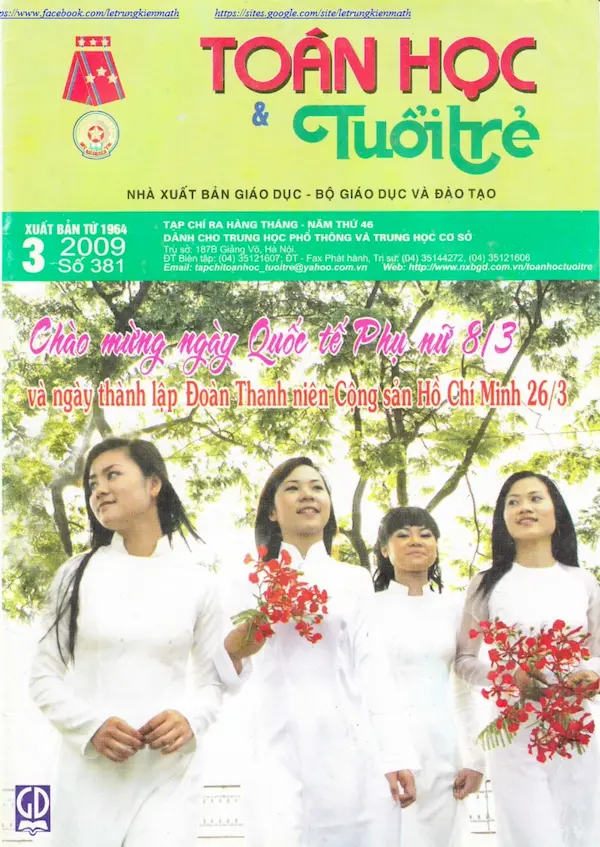 ps://www.facebook.com/letrungkienmath https://sites.google.com/site/letrungkienmath
TOÁN HỌC
& Tuổi trẻ
NHÀ XUẤT BẢN GIÁO DỤC - BỘ GIÁO DỤC VÀ ĐÀO TẠO
XUẤT BẢN TỪ 1964
3 2009
Số 381
TẠP CHÍ RA HÀNG THÁNG - NĂM THỨ 46
DÀNH CHO TRUNG HỌC PHỔ THÔNG VÀ TRUNG HỌC CƠ SỞ
Trụ sở: 187B Giảng Võ, Hà Nội.
ĐT Biên tập: (04) 35121607; ĐT - Fax Phát hành, Trị sự: (04) 35144272, (04) 35121606
Email: tapchitoanhoc_tuoitre@yahoo.com.vn Web: http://www.nxbgd.com.vn/toanhoctuoitre
Chào mừng ngày Quốc tế Phụ nữ 8/3
và ngày thành lập Đoàn Thanh niên Cộng sản Hồ Chí Minh 26/3
GD